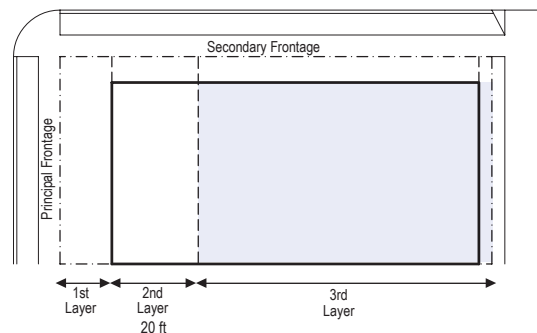 Secondary Frontage
Principal Frontage
1st
Layer
2nd
Layer
20 ft
3rd
Layer